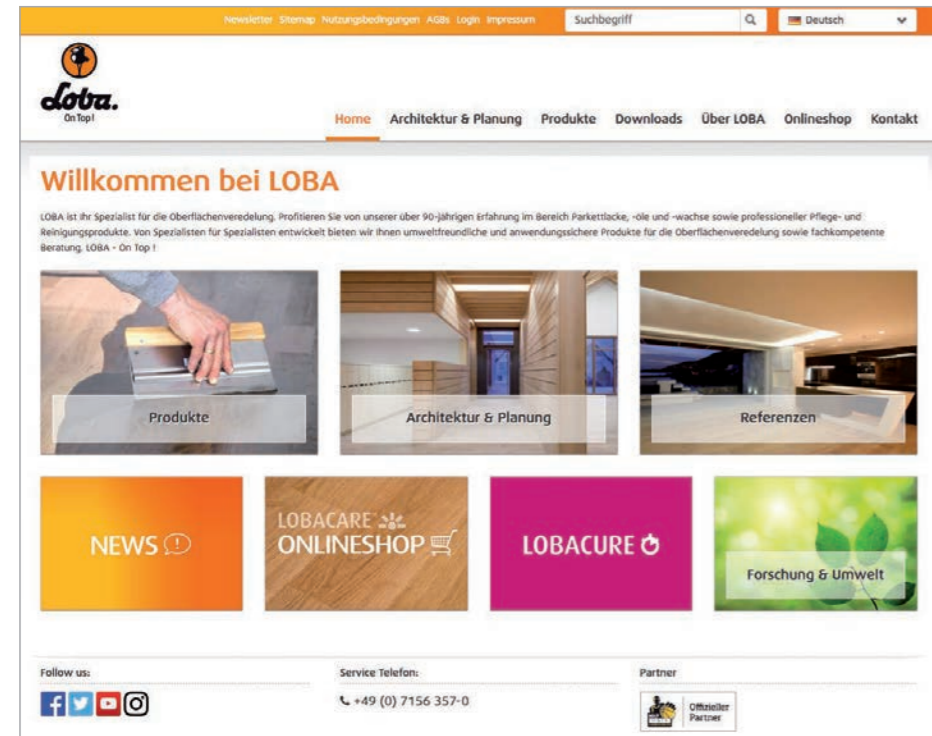 Newsletter Sitemap Nutzungsbedingungen AGBs Login Impressum Suchbegriff Deutsch
Loba.
On Top!
Home Architektur & Planung Produkte Downloads Über LOBA Onlineshop Kontakt
Willkommen bei LOBA
LOBA ist Ihr Spezialist für die Oberflächenveredelung. Profitieren Sie von unserer über 90-jährigen Erfahrung im Bereich Parkettlacke, -öle und -wachse sowie professioneller Pflege- und
Reinigungsprodukte. Von Spezialisten für Spezialisten entwickelt bieten wir Ihnen umweltfreundliche und anwendungssichere Produkte für die Oberflächenveredelung sowie fachkompetente
Beratung. LOBA - On Top !
Produkte Architektur & Planung Referenzen
NEWS
LOBACARE
ONLINESHOP
LOBACURE
Forschung & Umwelt
Follow us: Service Telefon: Partner
+49 (0) 7156 357-0
Offizieller
Partner